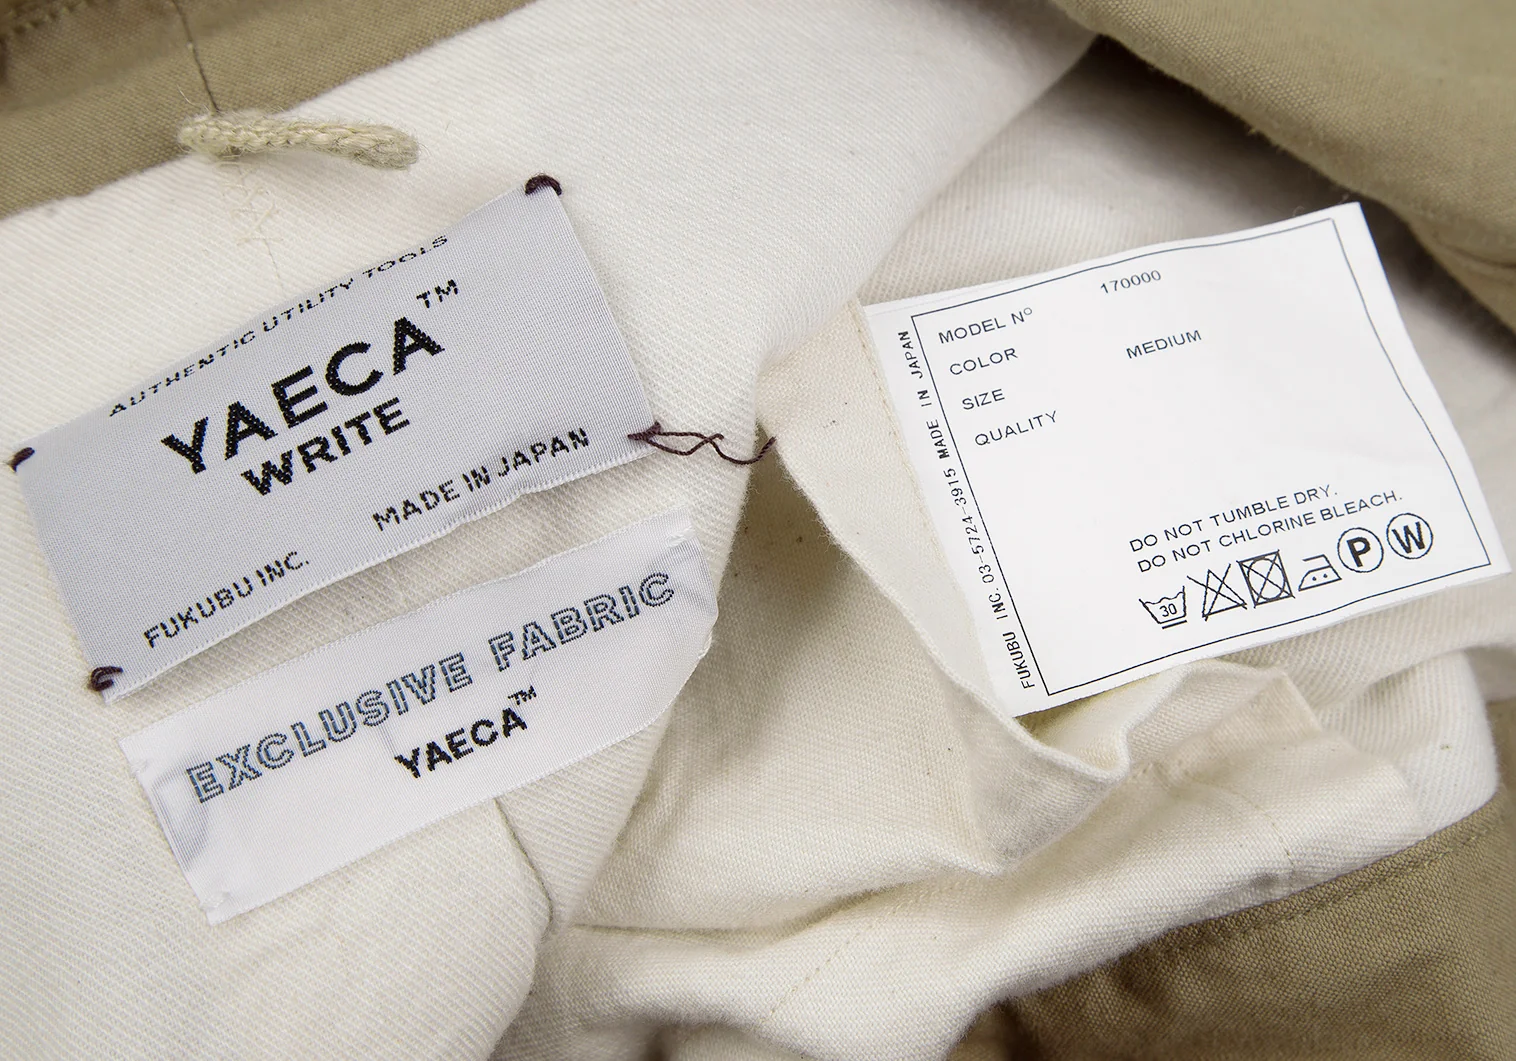 AUTHENTIC UTILITY TOOLS
YAECA™
WRITE
MADE IN JAPAN
FUKUBU INC.
EXCLUSIVE FABRIC
YAECA™
FUKUBU INC. 03-5724-3915 MADE IN JAPAN
MODEL Nº 170000
COLOR
SIZE MEDIUM
QUALITY
DO NOT TUMBLE DRY.
DO NOT CHLORINE BLEACH.
30 P W